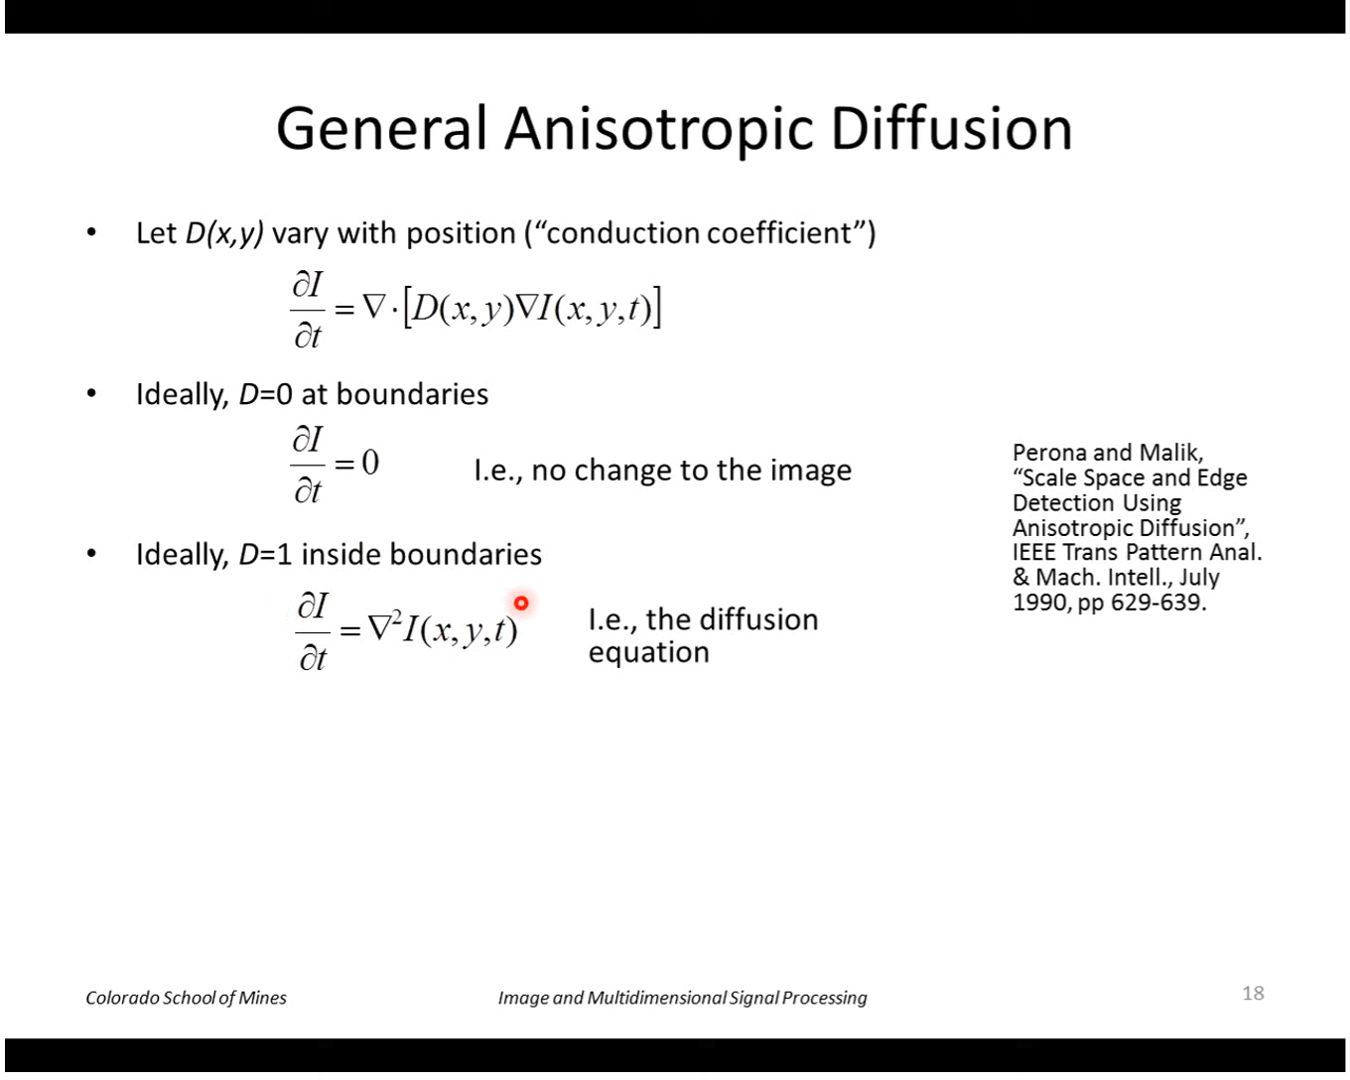 General Anisotropic Diffusion
• Let D(x,y) vary with position (“conduction coefficient”)
∂I/∂t = ∇·[D(x,y)∇I(x,y,t)]
• Ideally, D=0 at boundaries
∂I/∂t = 0
I.e., no change to the image
• Ideally, D=1 inside boundaries
∂I/∂t = ∇²I(x,y,t)
I.e., the diffusion
equation
Perona and Malik,
“Scale Space and Edge
Detection Using
Anisotropic Diffusion”,
IEEE Trans Pattern Anal.
& Mach. Intell., July
1990, pp 629-639.
Colorado School of Mines
Image and Multidimensional Signal Processing
18